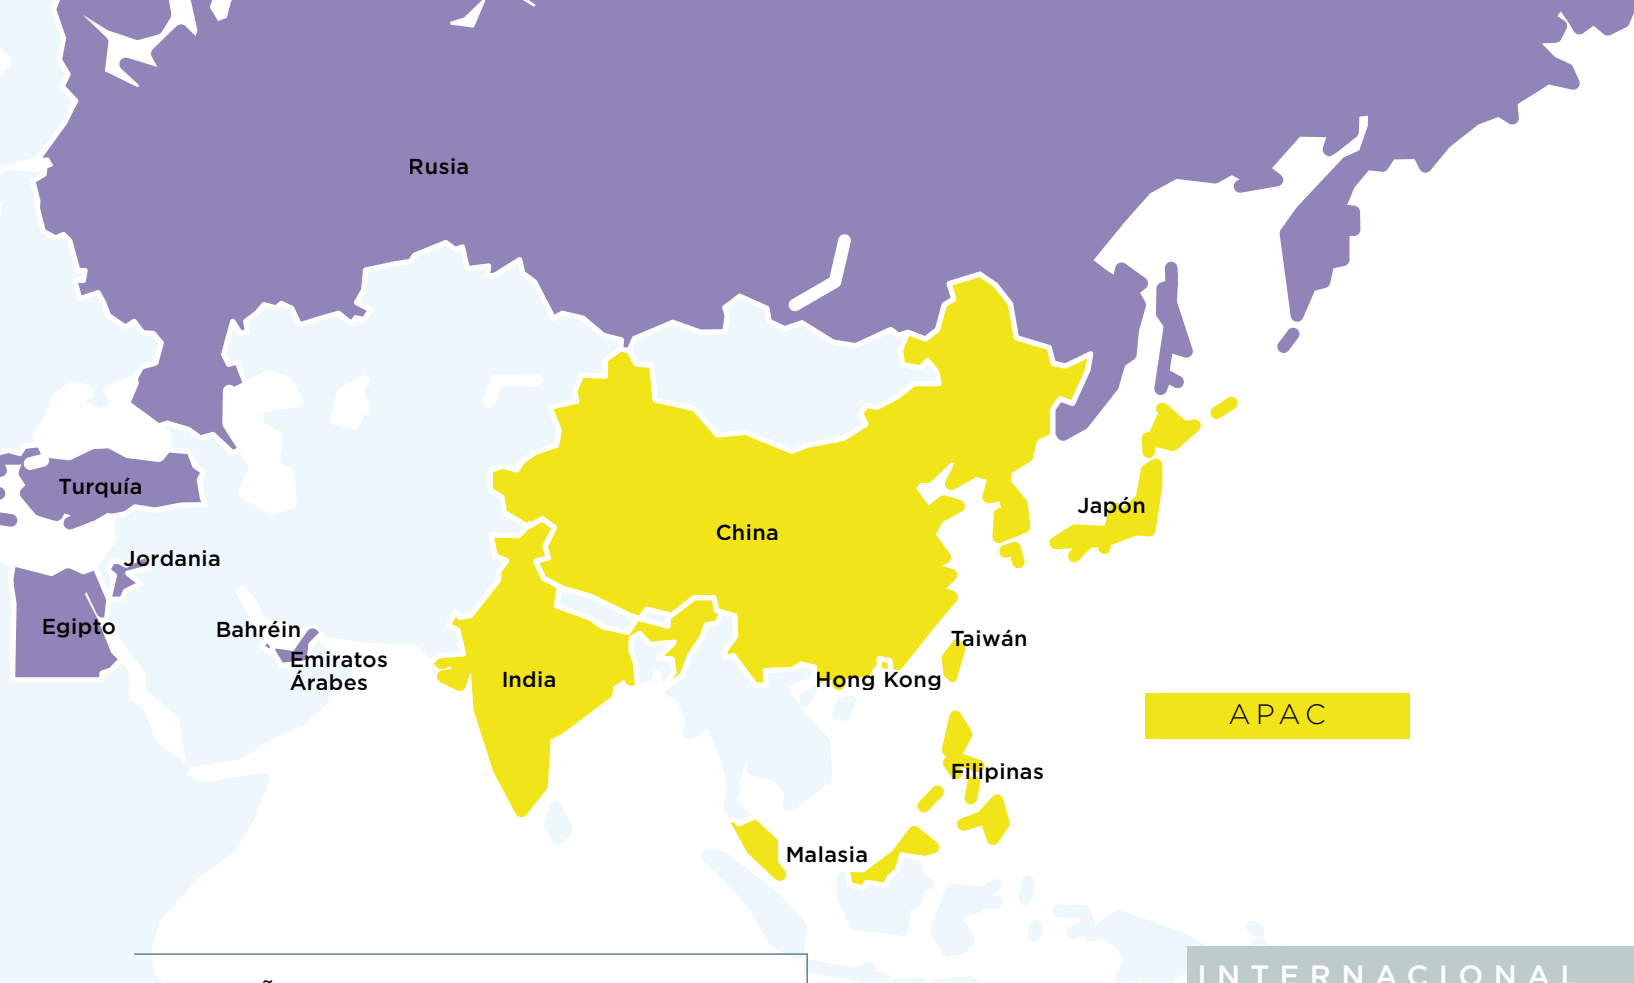 Rusia
Turquía
Japón
China
Jordania
Egipto
Bahréin
Taiwán
Emiratos
Árabes
India
Hong Kong
APAC
Filipinas
Malasia
INTERNACIONAL